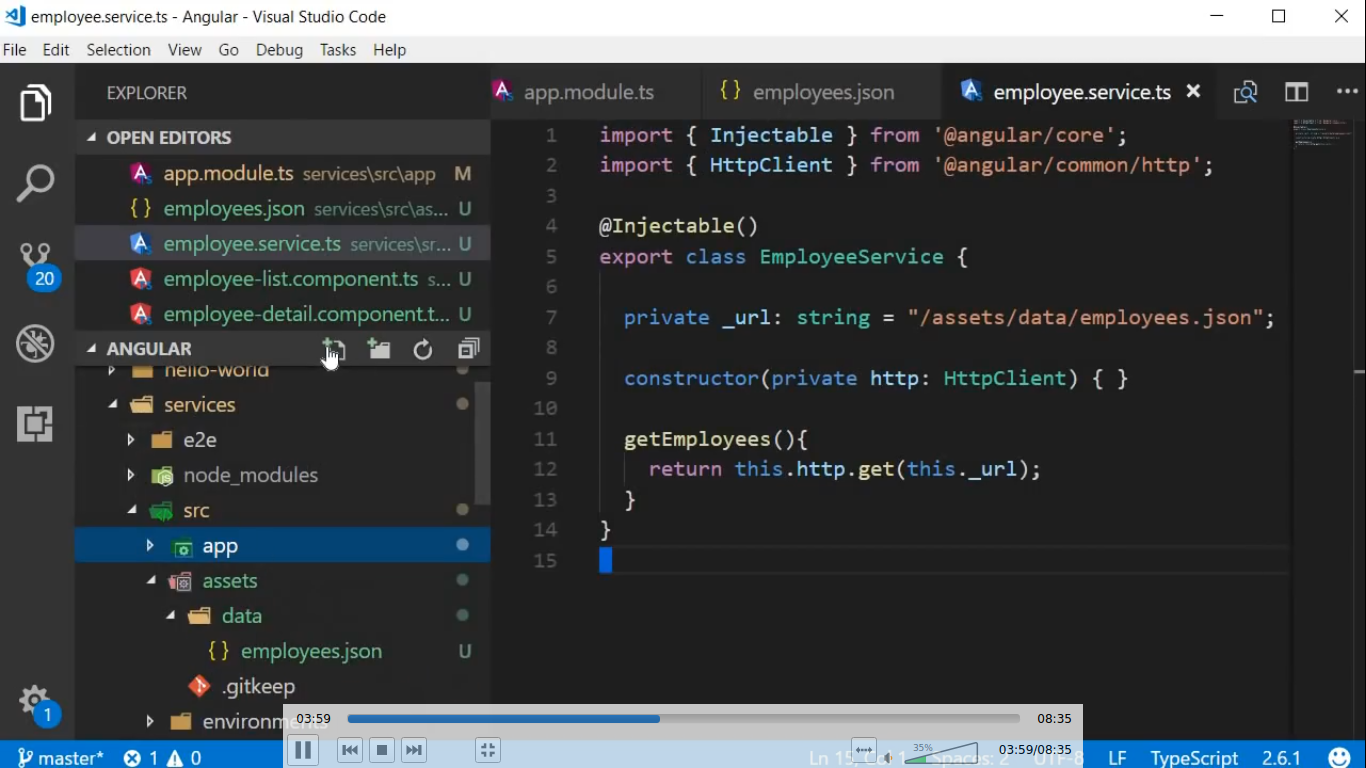 employee.service.ts - Angular - Visual Studio Code
File Edit Selection View Go Debug Tasks Help
EXPLORER
OPEN EDITORS
app.module.ts services\src\app M
employees.json services\src\as... U
employee.service.ts services\sr... U
employee-list.component.ts s... U
employee-detail.component.t... U
ANGULAR
hello-world
services
e2e
node_modules
src
app
assets
data
employees.json U
.gitkeep
environments
20
1
app.module.ts employees.json employee.service.ts
1 import { Injectable } from '@angular/core';
2 import { HttpClient } from '@angular/common/http';
3
4 @Injectable()
5 export class EmployeeService {
6
7 private _url: string = "/assets/data/employees.json";
8
9 constructor(private http: HttpClient) { }
10
11 getEmployees(){
12 return this.http.get(this._url);
13 }
14 }
15
03:59 08:35
35% 03:59/08:35
master* 1 0 Ln 15, Col 1 Spaces: 2 UTF-8 LF TypeScript 2.6.1